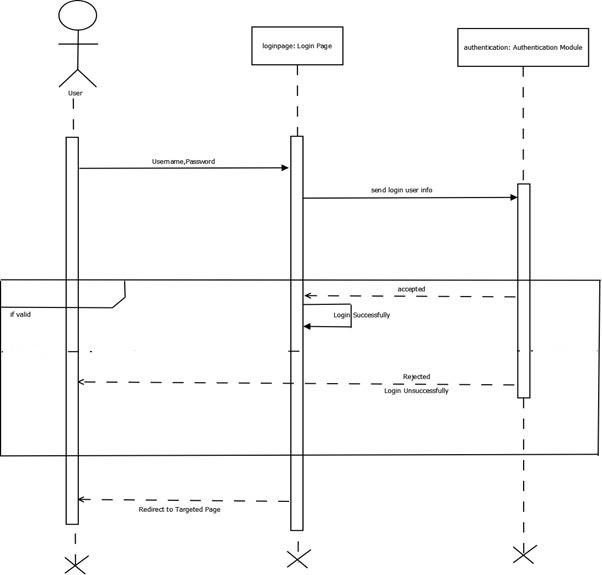 loginpage: Login Page
authentication: Authentication Module
User
Username,Password
send login user info
accepted
if valid
Login Successfully
Rejected
Login Unsuccessfully
Redirect to Targeted Page